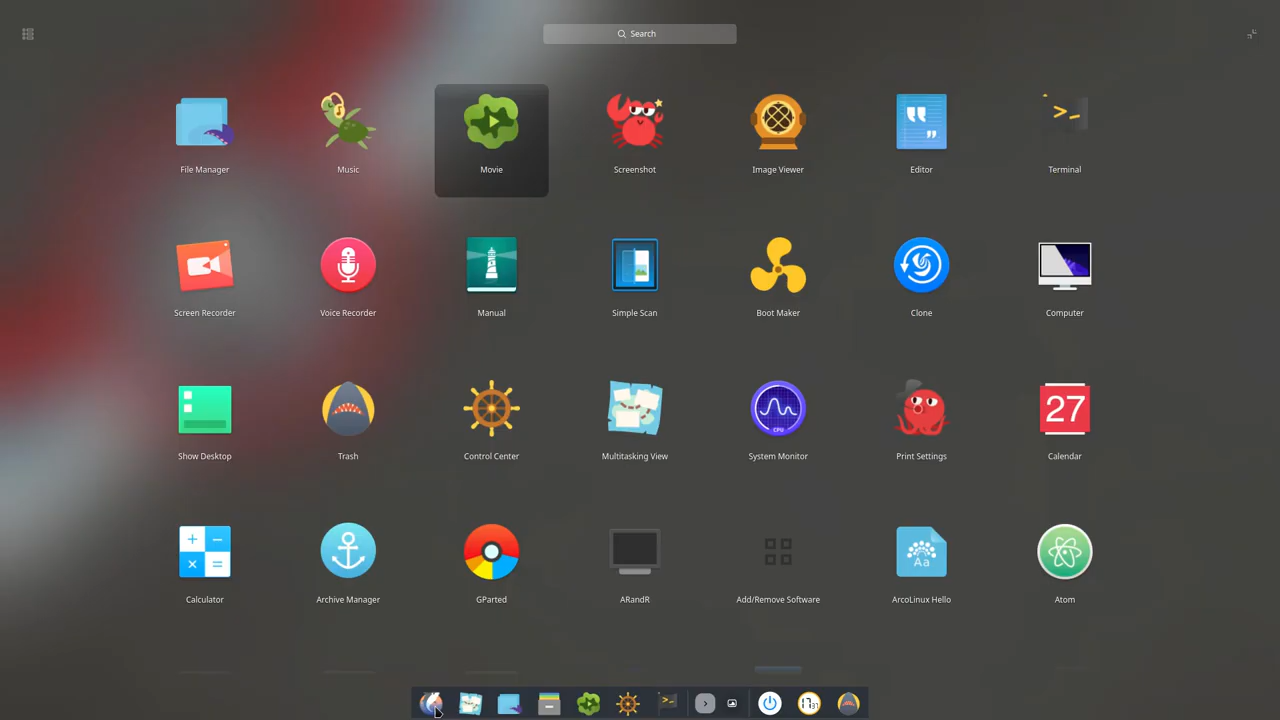 Search
File Manager
Music
Movie
Screenshot
Image Viewer
Editor
Terminal
Screen Recorder
Voice Recorder
Manual
Simple Scan
Boot Maker
Clone
Computer
CPU
27
Show Desktop
Trash
Control Center
Multitasking View
System Monitor
Print Settings
Calendar
Aa
Calculator
Archive Manager
GParted
ARandR
Add/Remove Software
ArcoLinux Hello
Atom